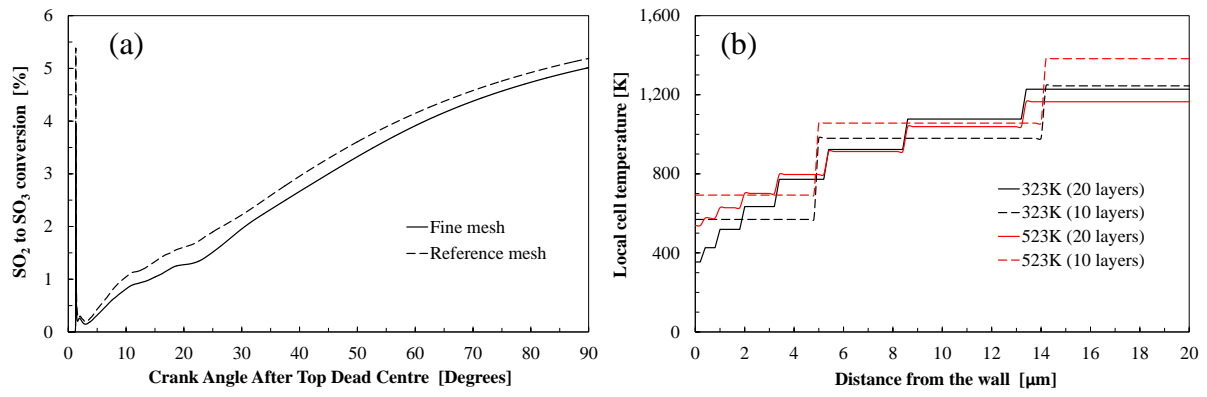 (a)
SO2 to SO3 conversion [%]
6
5
4
3
2
1
0
0 10 20 30 40 50 60 70 80 90
Crank Angle After Top Dead Centre [Degrees]
Fine mesh
Reference mesh
(b)
Local cell temperature [K]
1,600
1,200
800
400
0
0 2 4 6 8 10 12 14 16 18 20
Distance from the wall [µm]
323K (20 layers)
323K (10 layers)
523K (20 layers)
523K (10 layers)